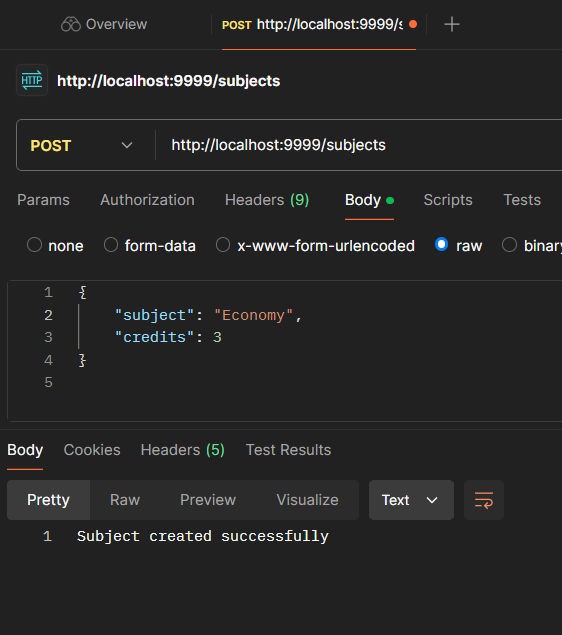 Overview
POST http://localhost:9999/s
HTTP http://localhost:9999/subjects
POST http://localhost:9999/subjects
Params Authorization Headers (9) Body Scripts Tests
none form-data x-www-form-urlencoded raw binary
1 {
2 "subject": "Economy",
3 "credits": 3
4 }
5
Body Cookies Headers (5) Test Results
Pretty Raw Preview Visualize Text
1 Subject created successfully